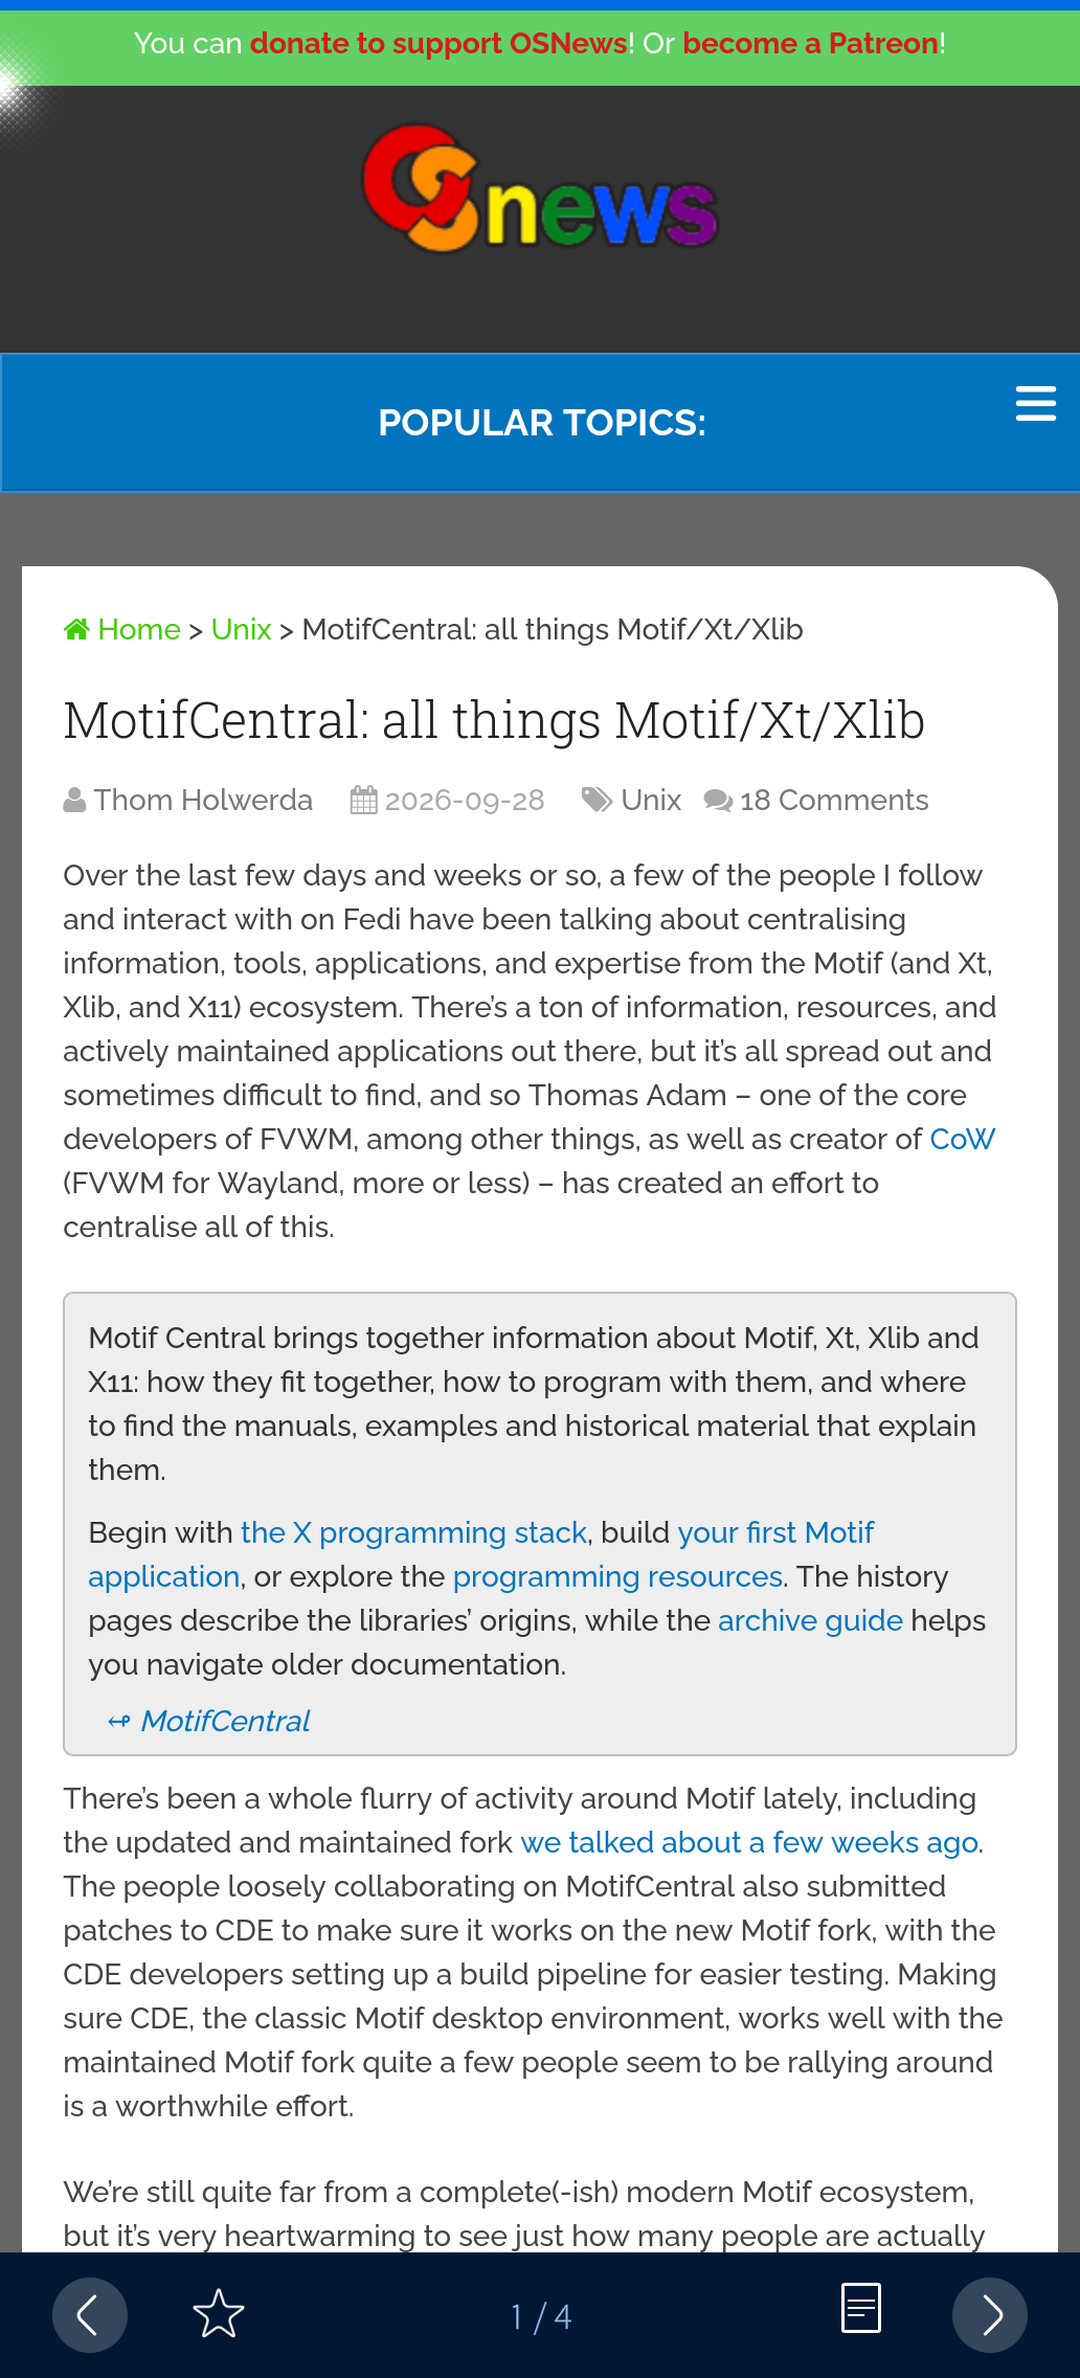 You can donate to support OSNews! Or become a Patreon!
OSnews
POPULAR TOPICS:
Home > Unix > MotifCentral: all things Motif/Xt/Xlib
MotifCentral: all things Motif/Xt/Xlib
Thom Holwerda 2026-09-28 Unix 18 Comments
Over the last few days and weeks or so, a few of the people I follow
and interact with on Fedi have been talking about centralising
information, tools, applications, and expertise from the Motif (and Xt,
Xlib, and X11) ecosystem. There’s a ton of information, resources, and
actively maintained applications out there, but it’s all spread out and
sometimes difficult to find, and so Thomas Adam – one of the core
developers of FVWM, among other things, as well as creator of CoW
(FVWM for Wayland, more or less) – has created an effort to
centralise all of this.
Motif Central brings together information about Motif, Xt, Xlib and
X11: how they fit together, how to program with them, and where
to find the manuals, examples and historical material that explain
them.
Begin with the X programming stack, build your first Motif
application, or explore the programming resources. The history
pages describe the libraries’ origins, while the archive guide helps
you navigate older documentation.
↫ MotifCentral
There’s been a whole flurry of activity around Motif lately, including
the updated and maintained fork we talked about a few weeks ago.
The people loosely collaborating on MotifCentral also submitted
patches to CDE to make sure it works on the new Motif fork, with the
CDE developers setting up a build pipeline for easier testing. Making
sure CDE, the classic Motif desktop environment, works well with the
maintained Motif fork quite a few people seem to be rallying around
is a worthwhile effort.
We’re still quite far from a complete(-ish) modern Motif ecosystem,
but it’s very heartwarming to see just how many people are actually
1 / 4